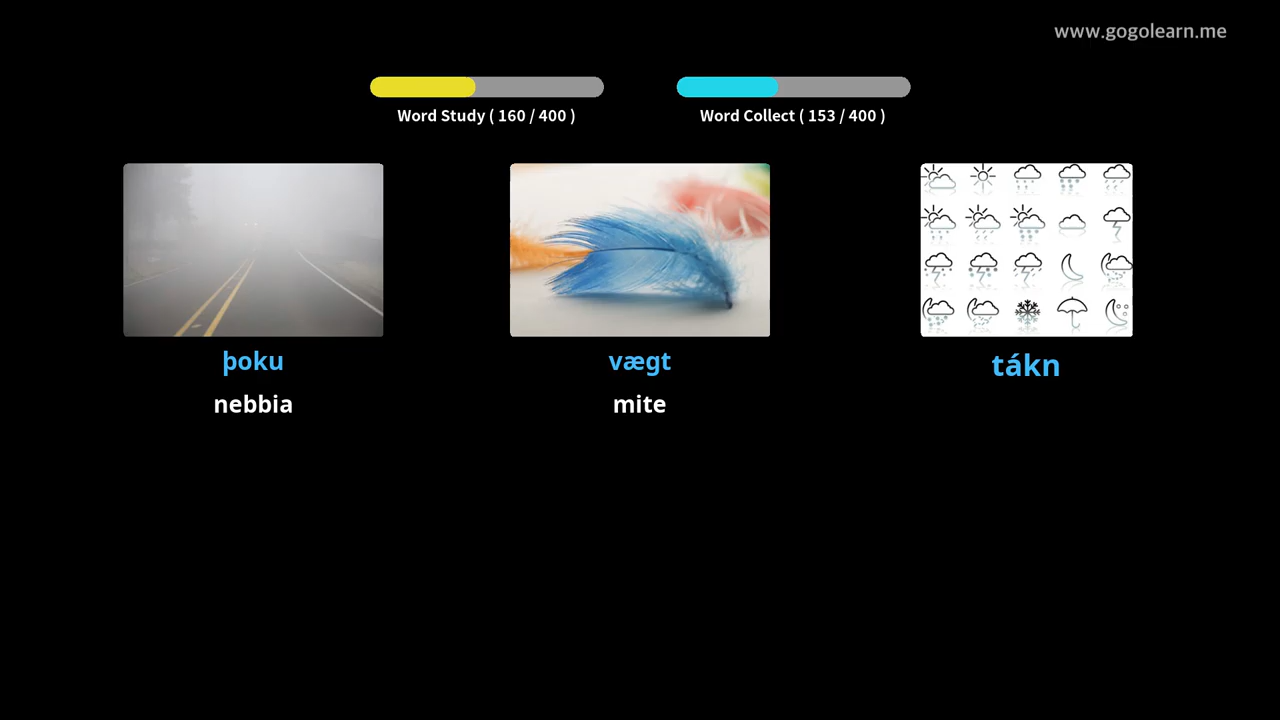 www.gogolearn.me
Word Study ( 160 / 400 )
Word Collect ( 153 / 400 )
þoku
vægt
tákn
nebbia
mite